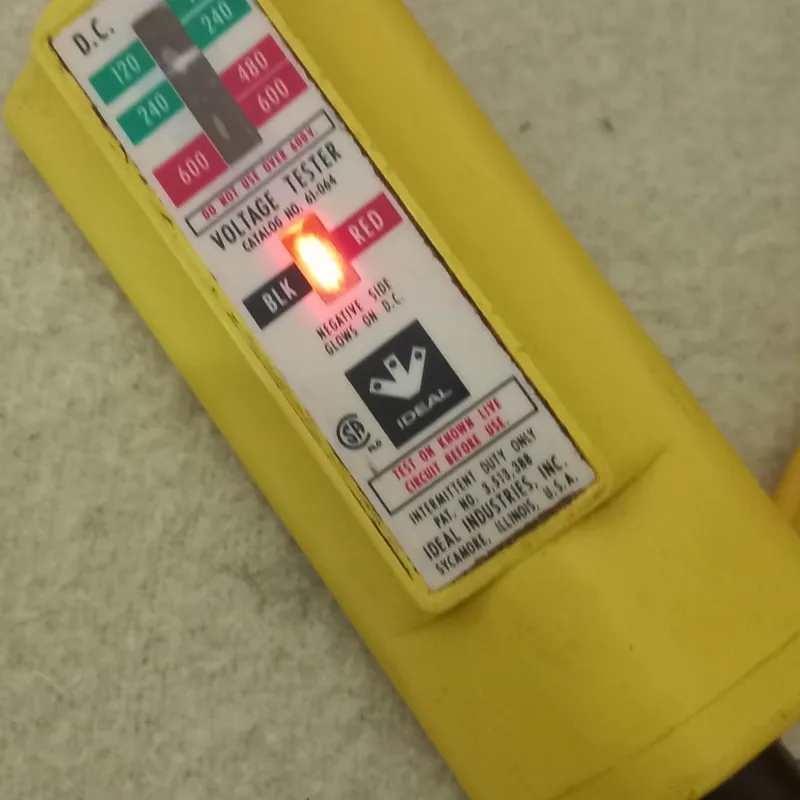 D.C.
240
120
480
240
600
600
DO NOT USE OVER 600V
VOLTAGE TESTER
CATALOG NO. 61-064
RED
BLK
NEGATIVE SIDE
GLOWS ON D.C.
IDEAL
SA
TEST ON KNOWN LIVE
CIRCUIT BEFORE USE.
INTERMITTENT DUTY ONLY
PAT. NO. 3,513,388
IDEAL INDUSTRIES, INC.
SYCAMORE, ILLINOIS, U.S.A.